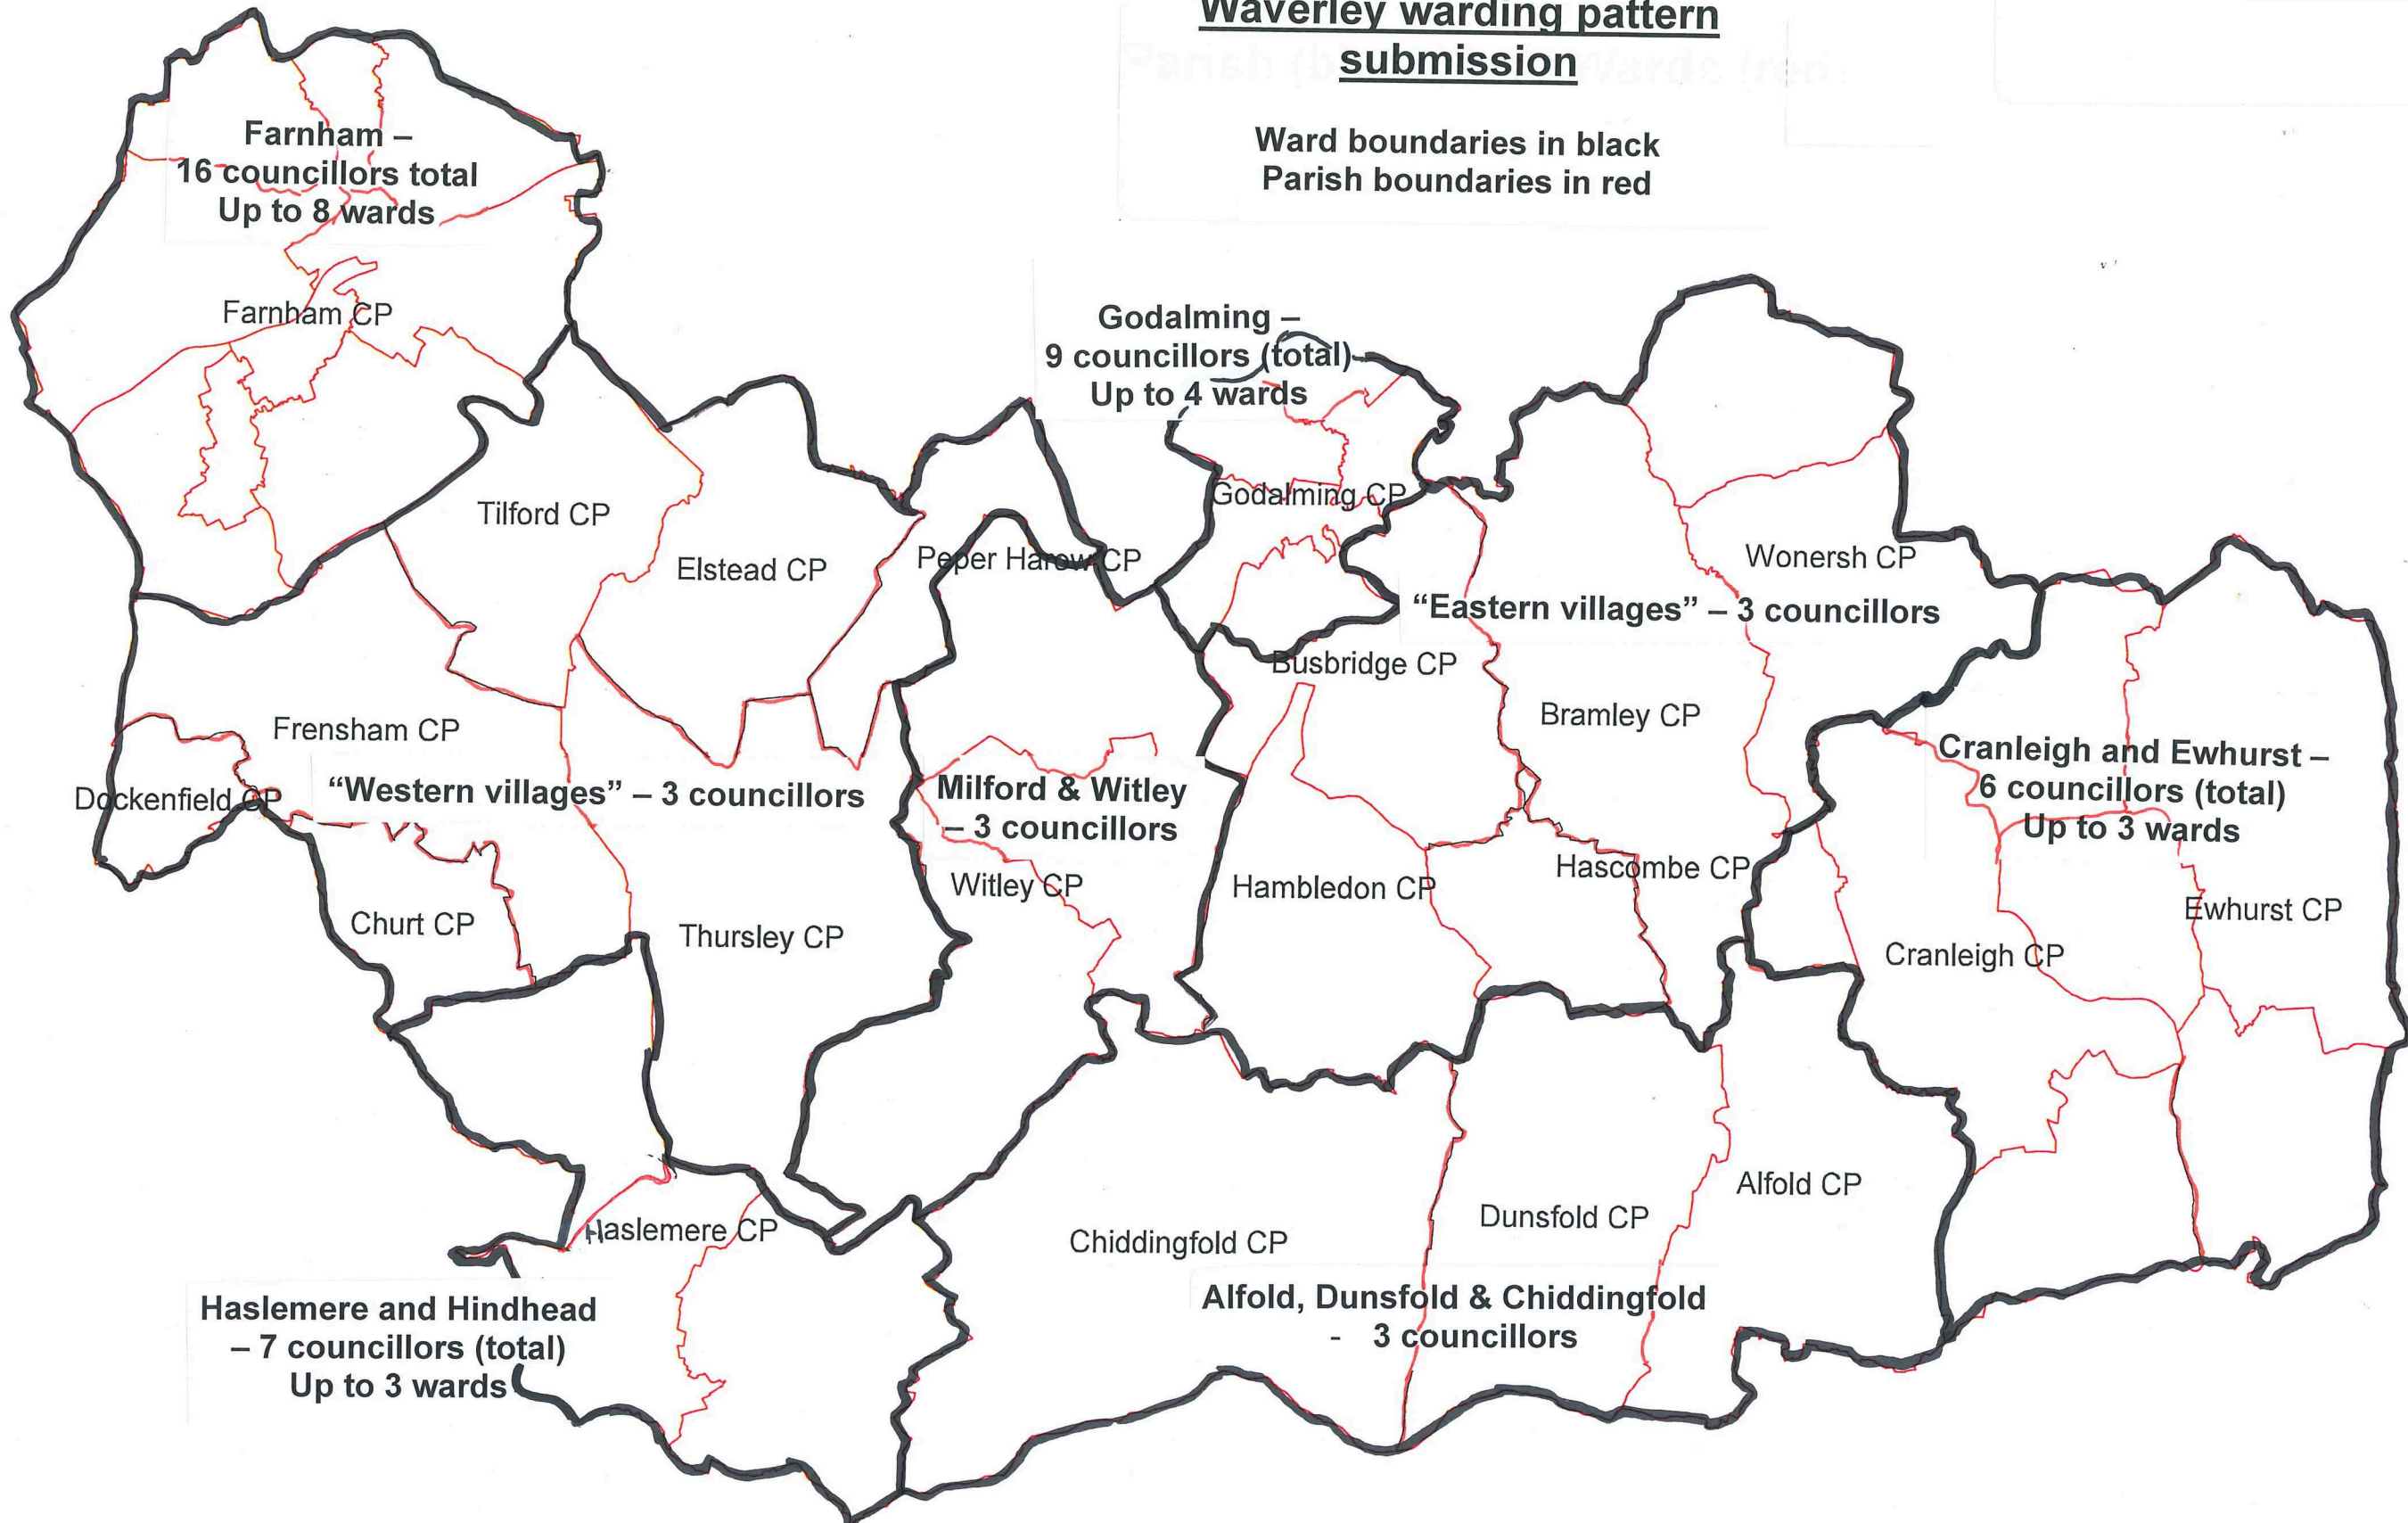 Waverley warding pattern
submission
Ward boundaries in black
Parish boundaries in red
Farnham –
16 councillors total
Up to 8 wards
Farnham CP
Godalming –
9 councillors (total)
Up to 4 wards
Godalming CP
Tilford CP
Elstead CP
Peper Harow CP
Wonersh CP
“Eastern villages” – 3 councillors
Busbridge CP
Bramley CP
Frensham CP
Dockenfield CP
“Western villages” – 3 councillors
Milford & Witley
– 3 councillors
Witley CP
Cranleigh and Ewhurst –
6 councillors (total)
Up to 3 wards
Hambledon CP
Hascombe CP
Ewhurst CP
Churt CP
Thursley CP
Cranleigh CP
Alfold CP
Dunsfold CP
Haslemere CP
Chiddingfold CP
Haslemere and Hindhead
– 7 councillors (total)
Up to 3 wards
Alfold, Dunsfold & Chiddingfold
- 3 councillors